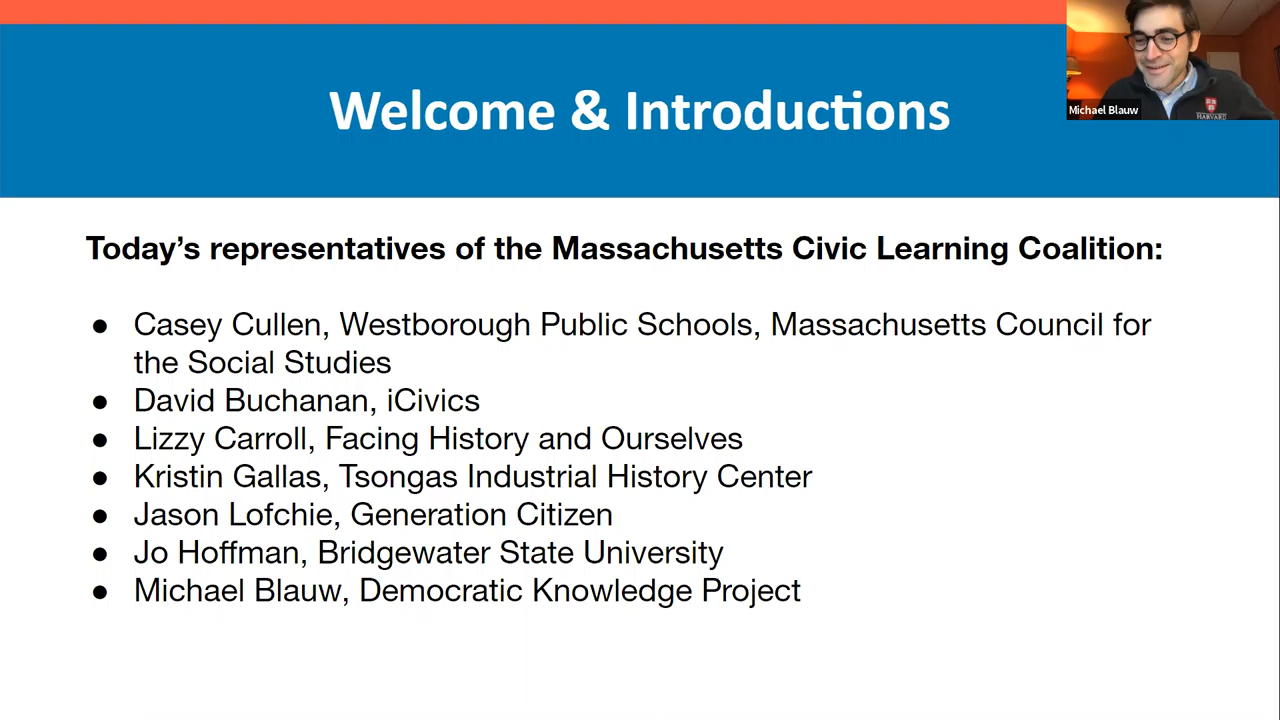 Welcome & Introductions
Michael Blauw
HARVARD
Today’s representatives of the Massachusetts Civic Learning Coalition:
● Casey Cullen, Westborough Public Schools, Massachusetts Council for
the Social Studies
● David Buchanan, iCivics
● Lizzy Carroll, Facing History and Ourselves
● Kristin Gallas, Tsongas Industrial History Center
● Jason Lofchie, Generation Citizen
● Jo Hoffman, Bridgewater State University
● Michael Blauw, Democratic Knowledge Project